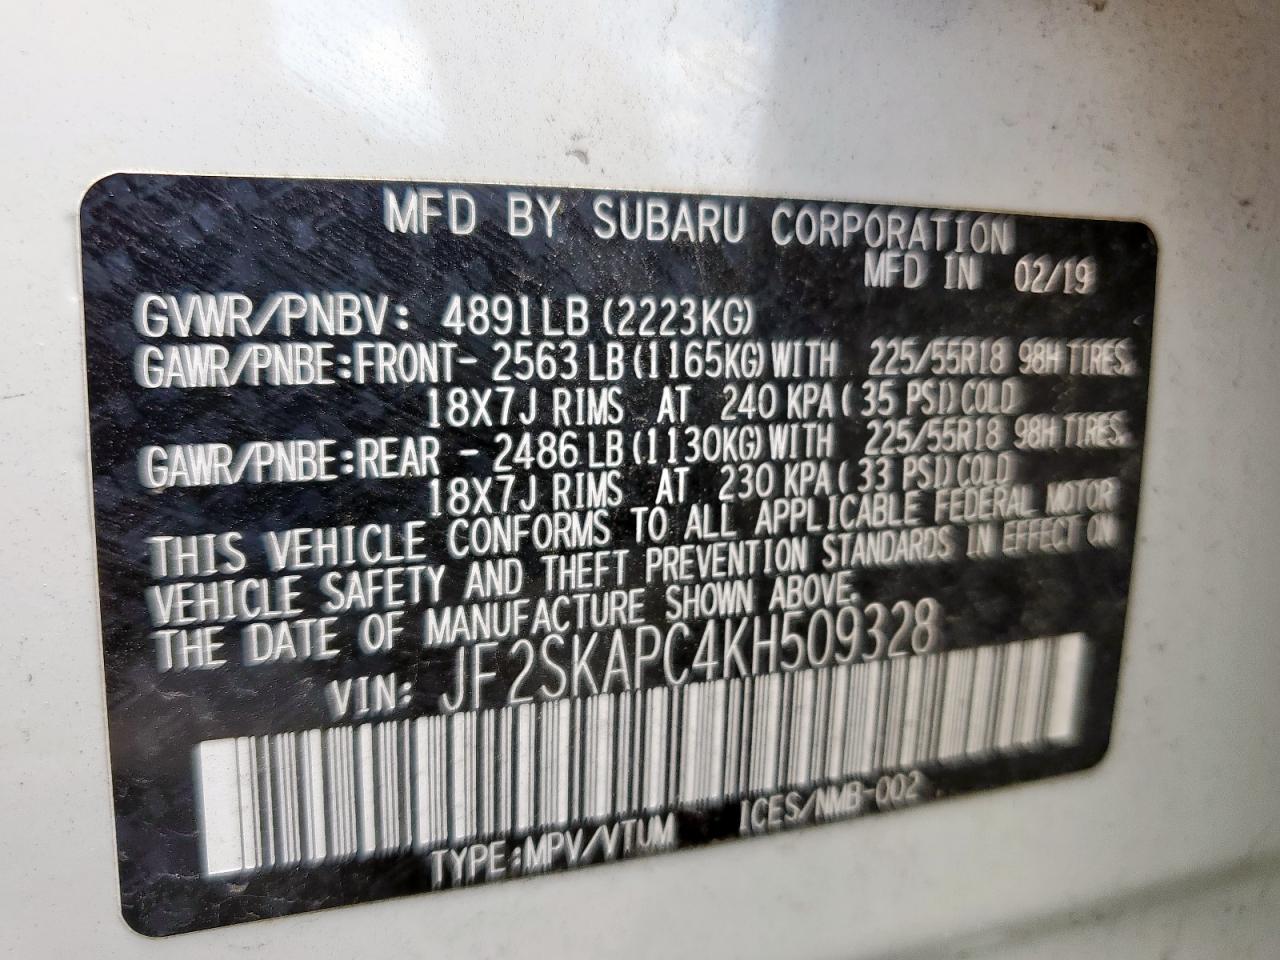 MFD BY SUBARU CORPORATION
MFD IN 02/19
GVWR/PNBV: 4891LB (2223KG)
GAWR/PNBE:FRONT- 2563 LB (1165KG) WITH 225/55R18 98H TIRES,
18X7J RIMS AT 240 KPA ( 35 PSI) COLD
GAWR/PNBE:REAR - 2486 LB (1130KG) WITH 225/55R18 98H TIRES,
18X7J RIMS AT 230 KPA ( 33 PSI) COLD
THIS VEHICLE CONFORMS TO ALL APPLICABLE FEDERAL MOTOR
VEHICLE SAFETY AND THEFT PREVENTION STANDARDS IN EFFECT ON
THE DATE OF MANUFACTURE SHOWN ABOVE.
VIN: JF2SKAPC4KH509328
TYPE:MPV/VTUM ICES/NMB-002